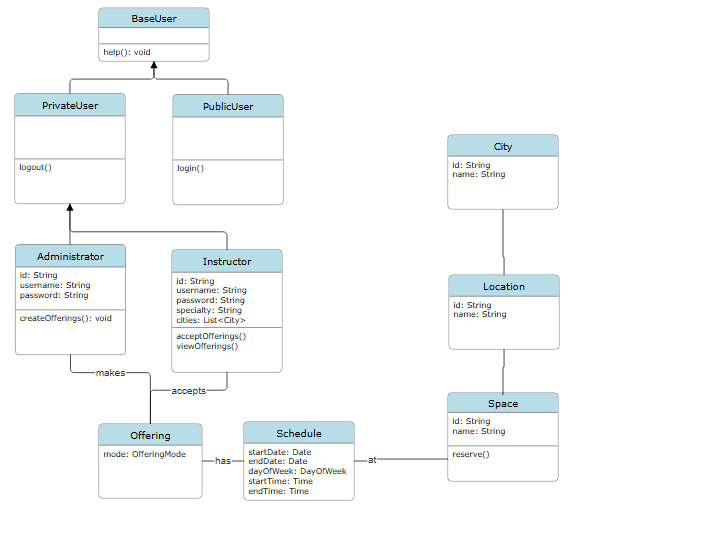 BaseUser
help(): void
PrivateUser
logout()
PublicUser
login()
City
id: String
name: String
Administrator
id: String
username: String
password: String
createOfferings(): void
Instructor
id: String
username: String
password: String
specialty: String
cities: List<City>
acceptOfferings()
viewOfferings()
Location
id: String
name: String
makes
accepts
Offering
mode: OfferingMode
has
Schedule
startDate: Date
endDate: Date
dayOfWeek: DayOfWeek
startTime: Time
endTime: Time
at
Space
id: String
name: String
reserve()